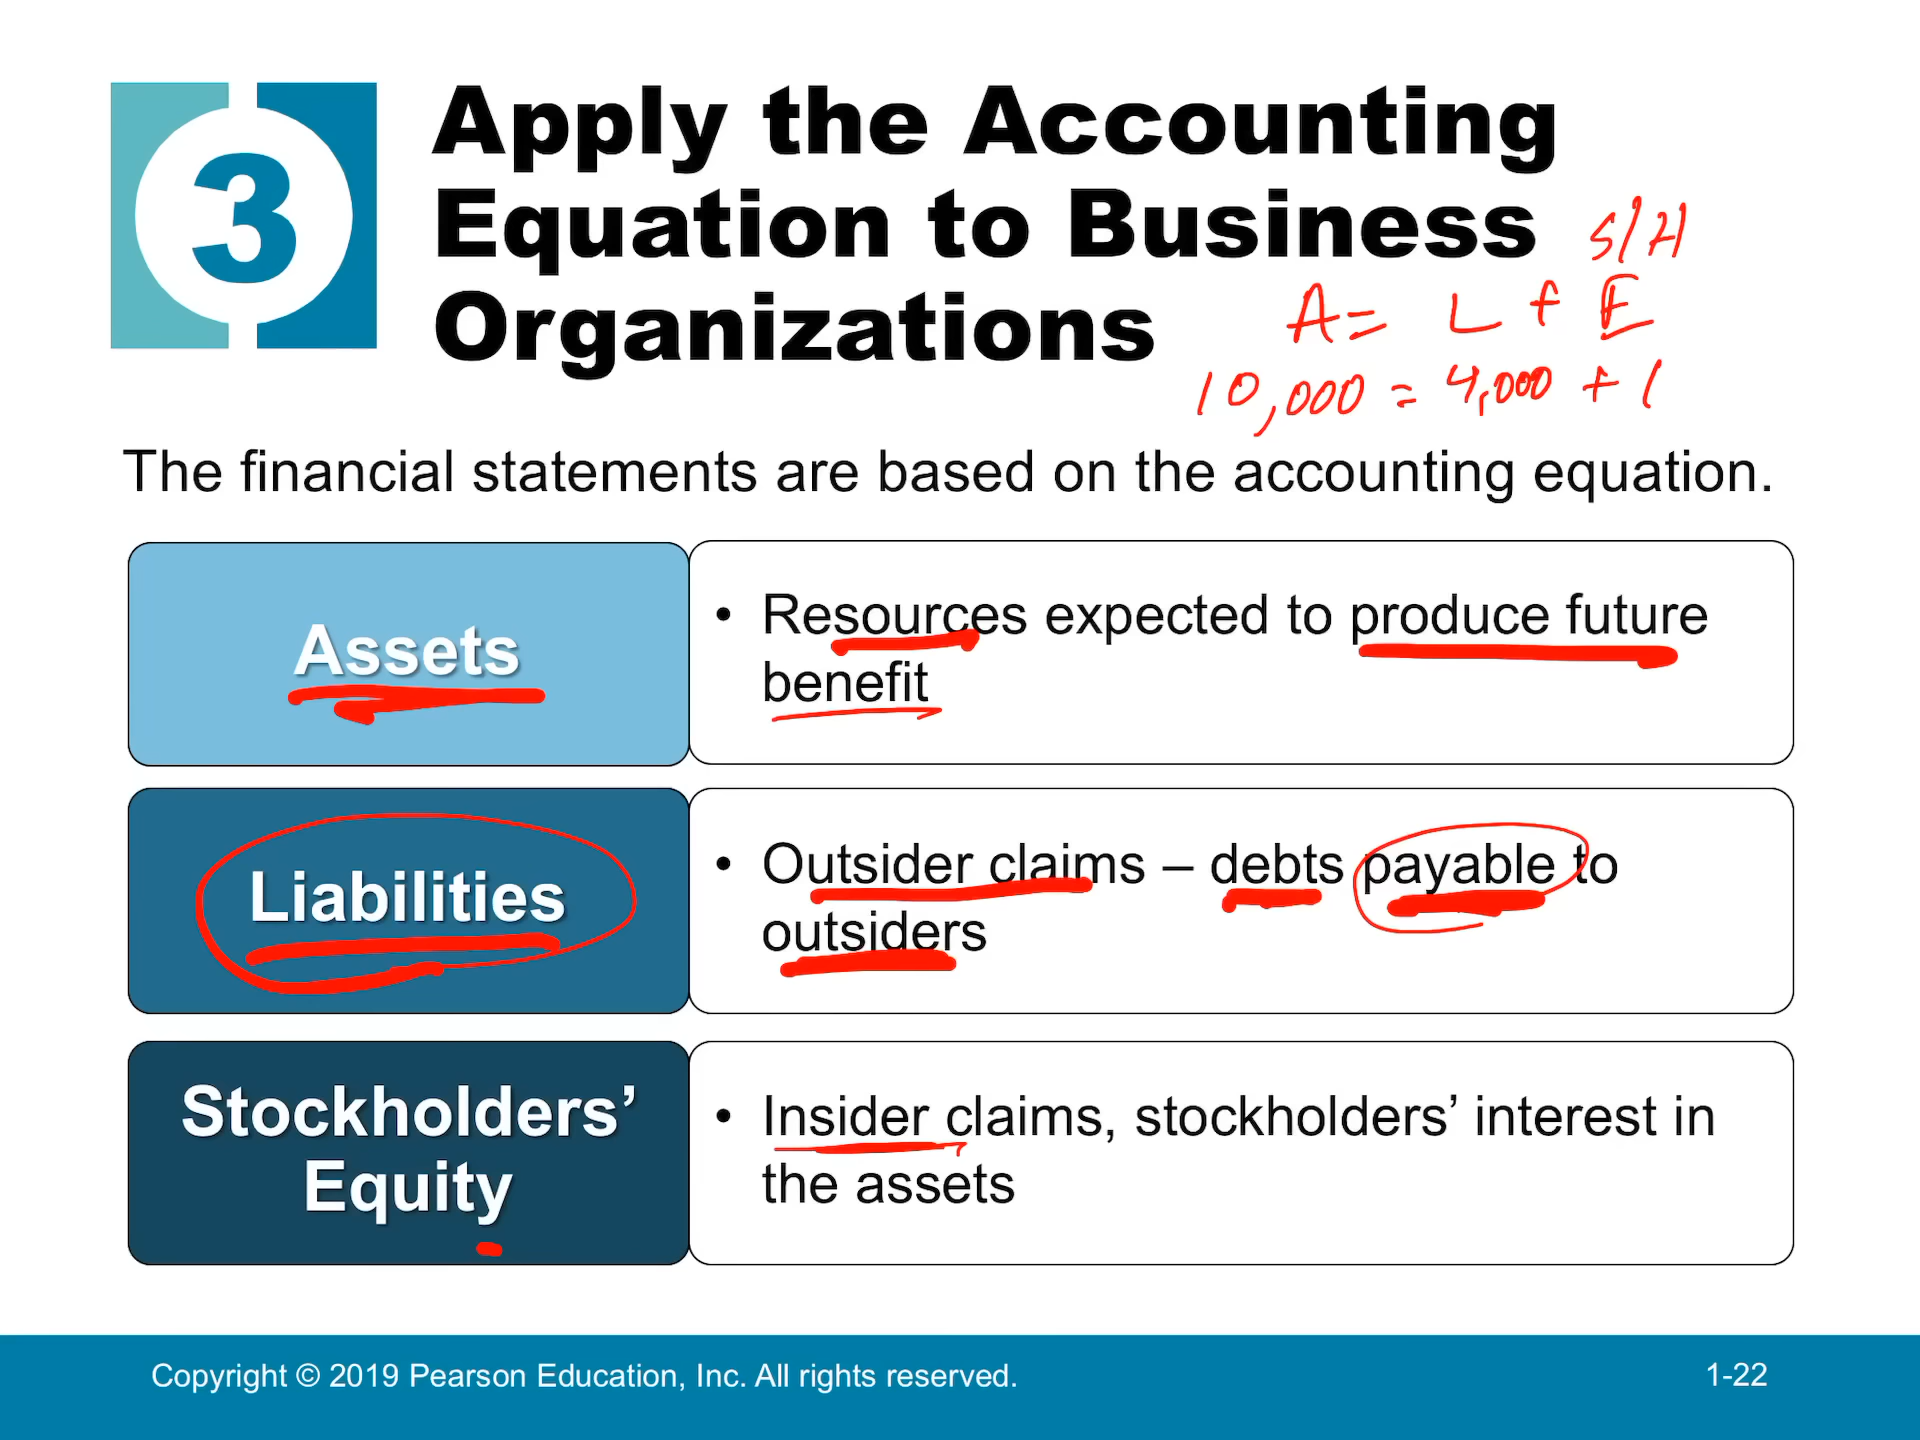 3
Apply the Accounting
Equation to Business
Organizations
S/H
A = L + E
10,000 = 4,000 + (
The financial statements are based on the accounting equation.
Assets
• Resources expected to produce future
benefit
Liabilities
• Outsider claims – debts payable to
outsiders
Stockholders’
Equity
• Insider claims, stockholders’ interest in
the assets
Copyright © 2019 Pearson Education, Inc. All rights reserved.
1-22